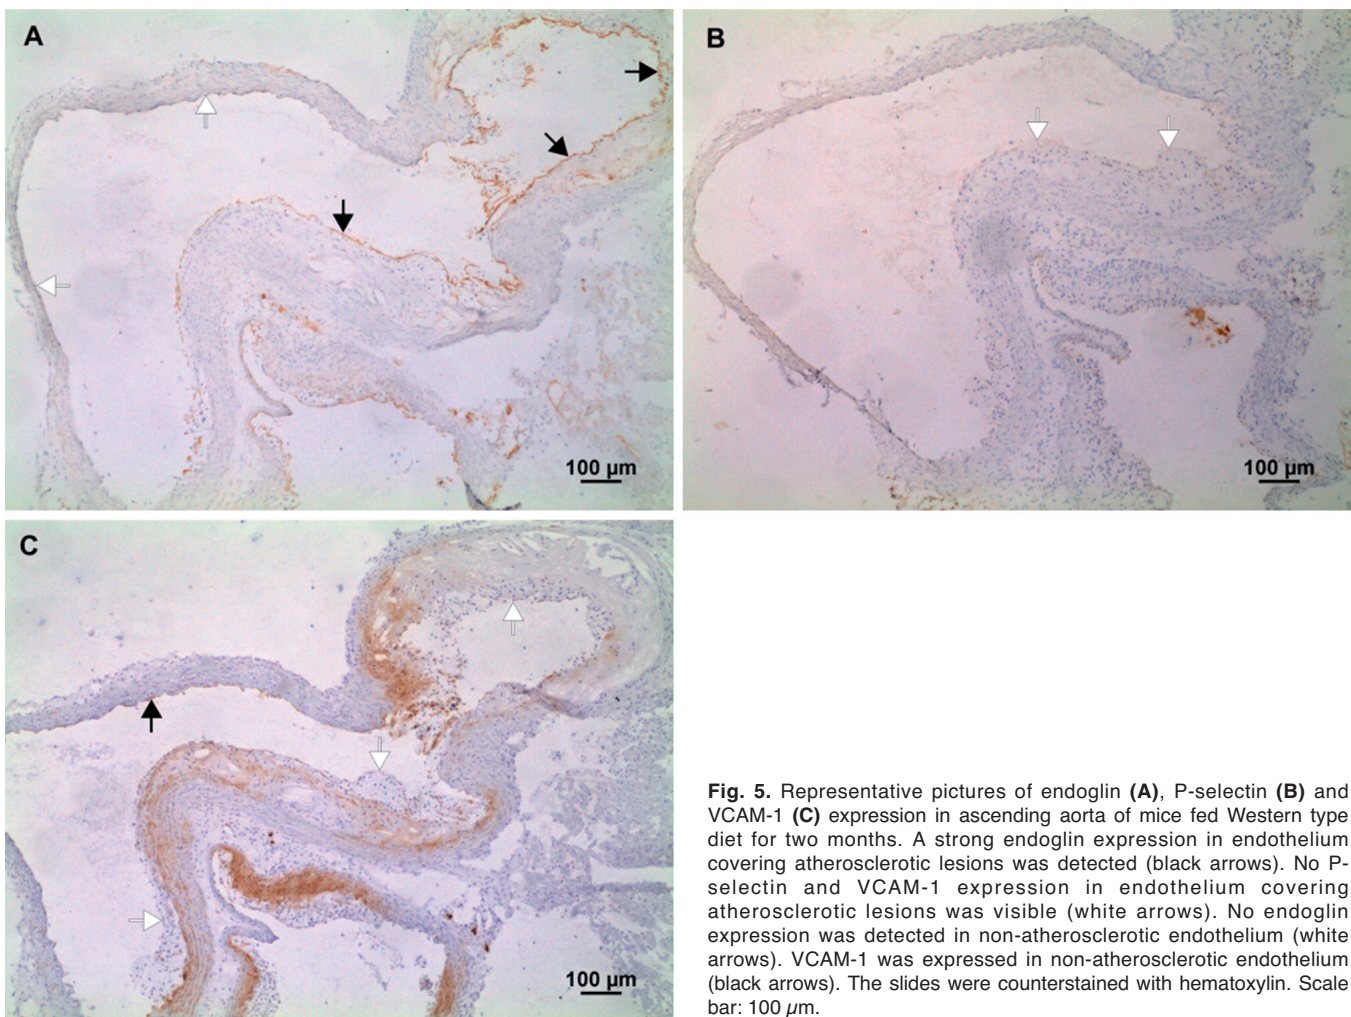 A
B
100 µm
100 µm
C
100 µm
Fig. 5. Representative pictures of endoglin (A), P-selectin (B) and
VCAM-1 (C) expression in ascending aorta of mice fed Western type
diet for two months. A strong endoglin expression in endothelium
covering atherosclerotic lesions was detected (black arrows). No P-
selectin and VCAM-1 expression in endothelium covering
atherosclerotic lesions was visible (white arrows). No endoglin
expression was detected in non-atherosclerotic endothelium (white
arrows). VCAM-1 was expressed in non-atherosclerotic endothelium
(black arrows). The slides were counterstained with hematoxylin. Scale
bar: 100 µm.